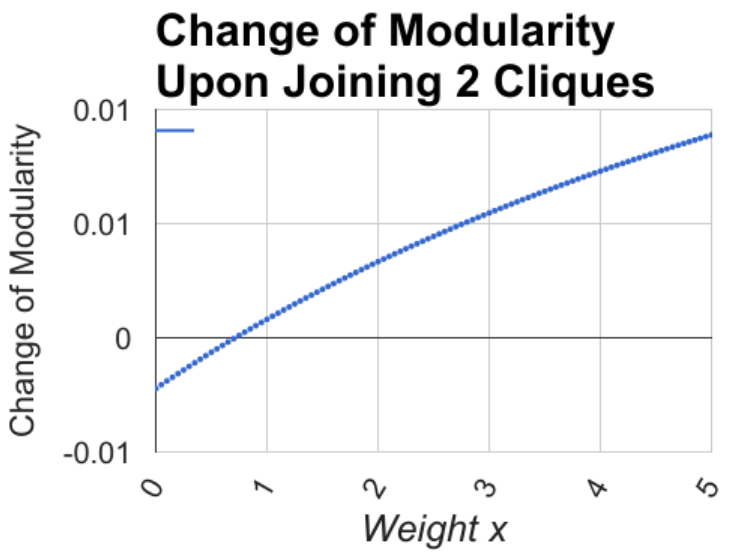 Change of Modularity
Upon Joining 2 Cliques
Change of Modularity
0.01
0.01
0
-0.01
0
1
2
3
4
5
Weight x